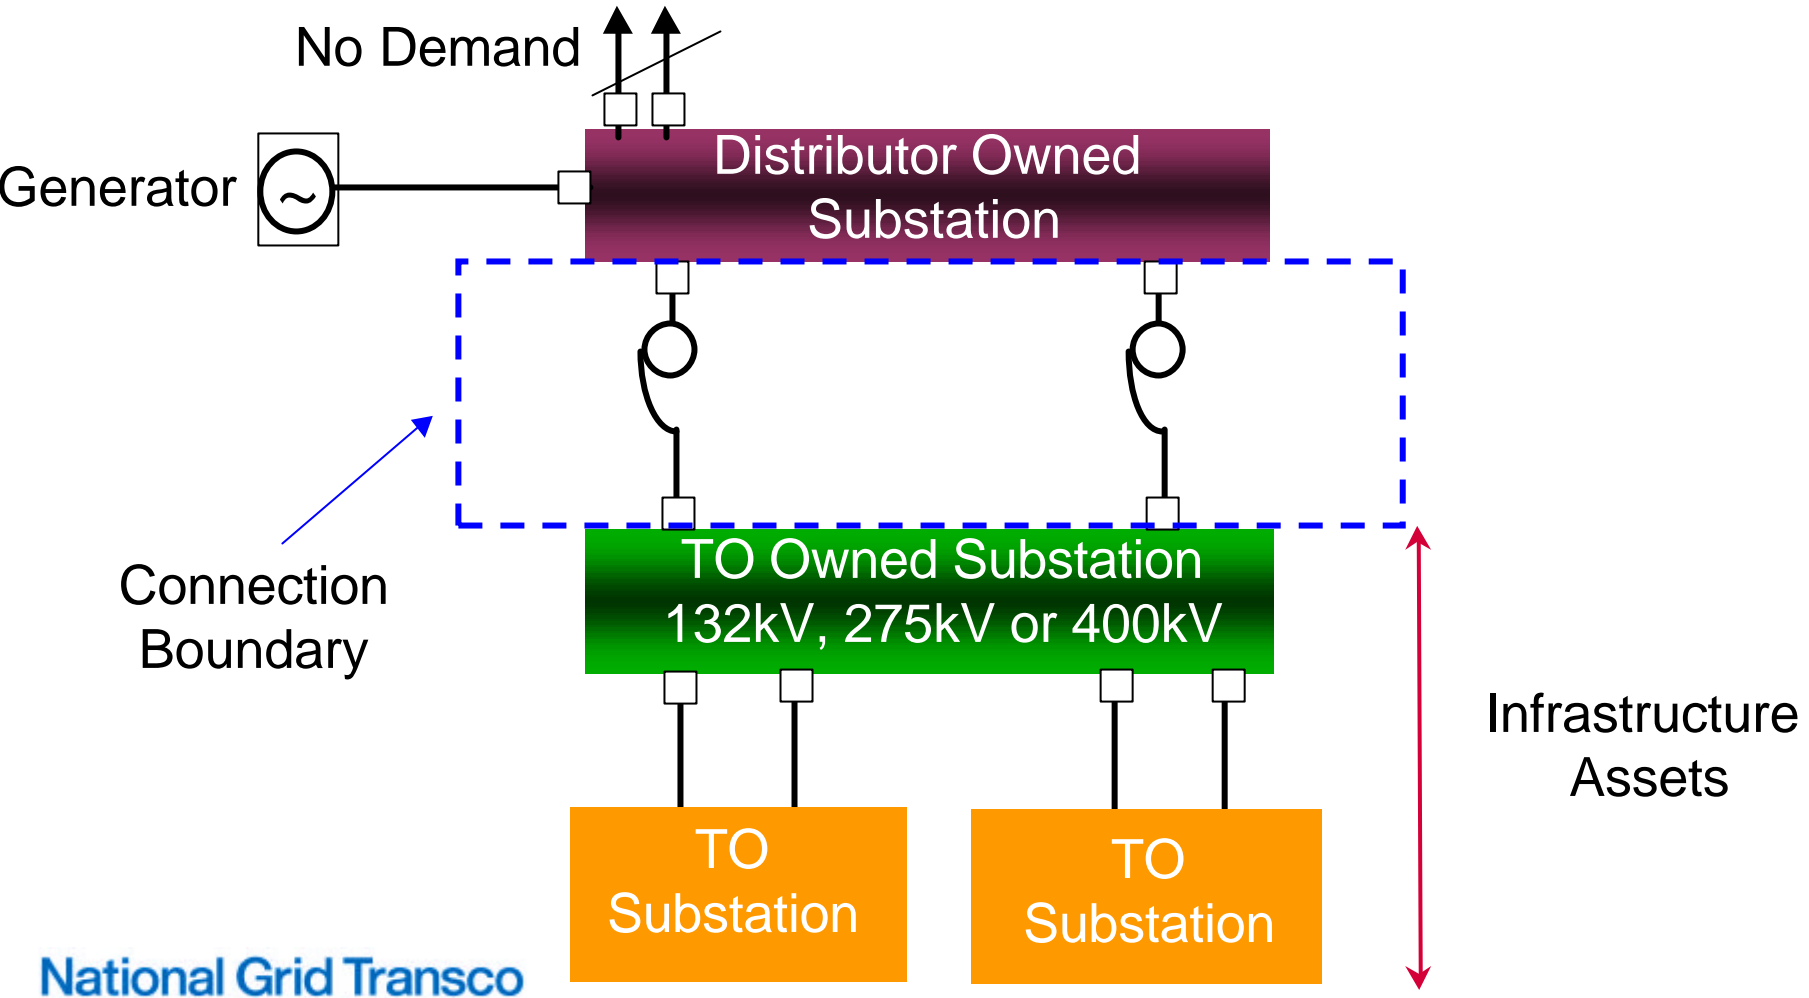 No Demand
Distributor Owned
Substation
Generator
~
Connection
Boundary
TO Owned Substation
132kV, 275kV or 400kV
Infrastructure
Assets
TO
Substation
TO
Substation
National Grid Transco